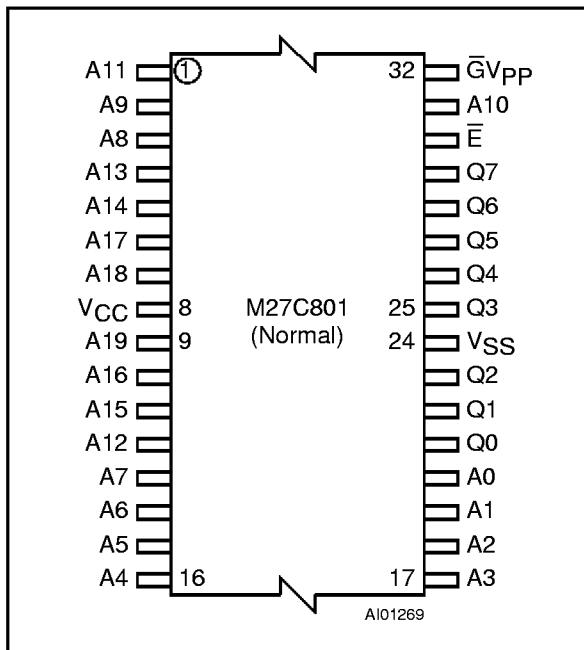 A11 1 32 G̅VPP
A9 A10
A8 E̅
A13 Q7
A14 Q6
A17 Q5
A18 Q4
VCC 8 M27C801 25 Q3
A19 9 (Normal) 24 VSS
A16 Q2
A15 Q1
A12 Q0
A7 A0
A6 A1
A5 A2
A4 16 17 A3
AI01269